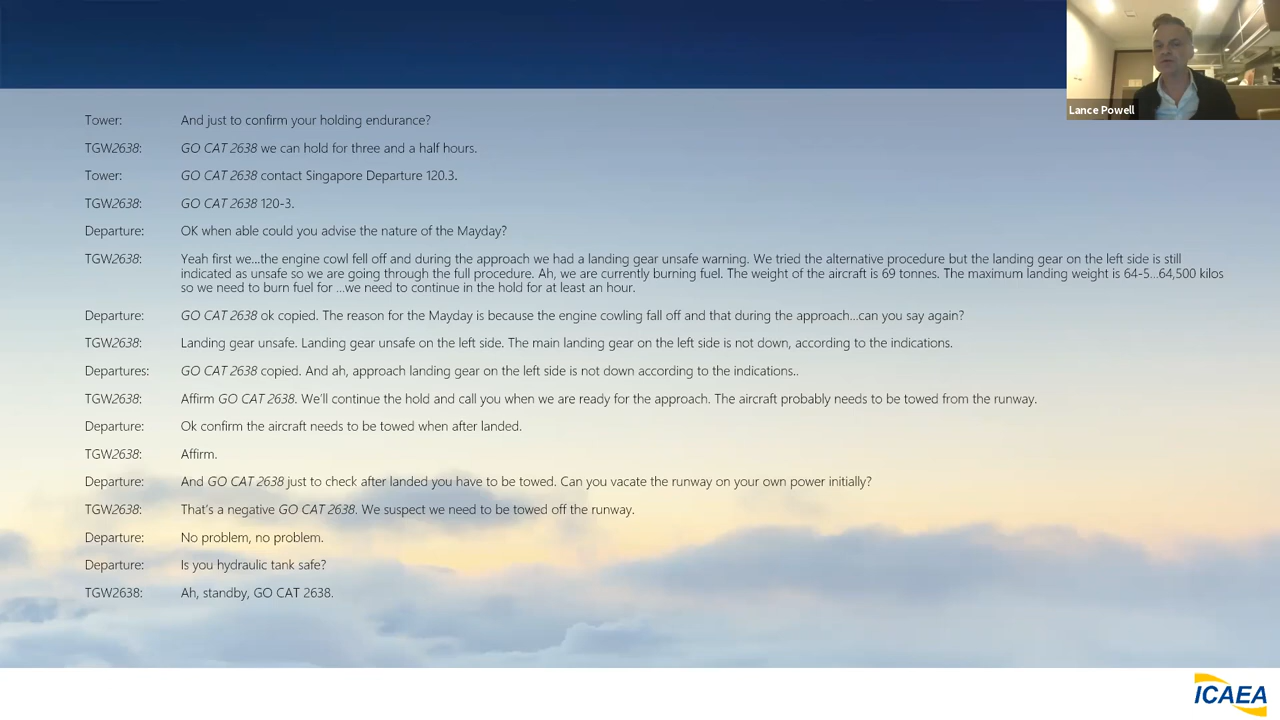 Lance Powell
Tower: And just to confirm your holding endurance?
TGW2638: GO CAT 2638 we can hold for three and a half hours.
Tower: GO CAT 2638 contact Singapore Departure 120.3.
TGW2638: GO CAT 2638 120-3.
Departure: OK when able could you advise the nature of the Mayday?
TGW2638: Yeah first we...the engine cowl fell off and during the approach we had a landing gear unsafe warning. We tried the alternative procedure but the landing gear on the left side is still
indicated as unsafe so we are going through the full procedure. Ah, we are currently burning fuel. The weight of the aircraft is 69 tonnes. The maximum landing weight is 64-5...64,500 kilos
so we need to burn fuel for ...we need to continue in the hold for at least an hour.
Departure: GO CAT 2638 ok copied. The reason for the Mayday is because the engine cowling fall off and that during the approach...can you say again?
TGW2638: Landing gear unsafe. Landing gear unsafe on the left side. The main landing gear on the left side is not down, according to the indications.
Departures: GO CAT 2638 copied. And ah, approach landing gear on the left side is not down according to the indications..
TGW2638: Affirm GO CAT 2638. We'll continue the hold and call you when we are ready for the approach. The aircraft probably needs to be towed from the runway.
Departure: Ok confirm the aircraft needs to be towed when after landed.
TGW2638: Affirm.
Departure: And GO CAT 2638 just to check after landed you have to be towed. Can you vacate the runway on your own power initially?
TGW2638: That's a negative GO CAT 2638. We suspect we need to be towed off the runway.
Departure: No problem, no problem.
Departure: Is you hydraulic tank safe?
TGW2638: Ah, standby, GO CAT 2638.
ICAEA